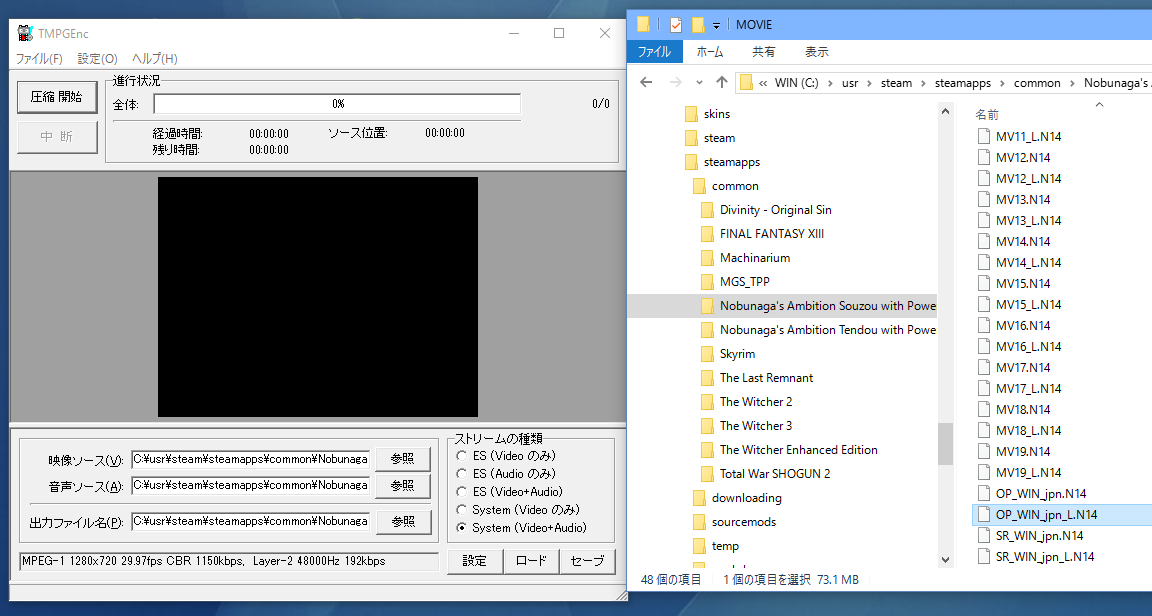 TMPGEnc
ファイル(F) 設定(O) ヘルプ(H)
圧縮 開始
中 断
進行状況
全体: 0% 0/0
経過時間: 00:00:00 ソース位置: 00:00:00
残り時間: 00:00:00
映像ソース(V): C:¥usr¥steam¥steamapps¥common¥Nobunaga 参照
音声ソース(A): C:¥usr¥steam¥steamapps¥common¥Nobunaga 参照
出力ファイル名(P): C:¥usr¥steam¥steamapps¥common¥Nobunaga 参照
ストリームの種類
ES (Video のみ)
ES (Audio のみ)
ES (Video+Audio)
System (Video のみ)
System (Video+Audio)
MPEG-1 1280x720 29.97fps CBR 1150kbps, Layer-2 48000Hz 192kbps
設定 ロード セーブ
MOVIE
ファイル ホーム 共有 表示
« WIN (C:) › usr › steam › steamapps › common › Nobunaga's
skins
steam
steamapps
common
Divinity - Original Sin
FINAL FANTASY XIII
Machinarium
MGS_TPP
Nobunaga's Ambition Souzou with Powe
Nobunaga's Ambition Tendou with Powe
Skyrim
The Last Remnant
The Witcher 2
The Witcher 3
The Witcher Enhanced Edition
Total War SHOGUN 2
downloading
sourcemods
temp
名前
MV11_L.N14
MV12.N14
MV12_L.N14
MV13.N14
MV13_L.N14
MV14.N14
MV14_L.N14
MV15.N14
MV15_L.N14
MV16.N14
MV16_L.N14
MV17.N14
MV17_L.N14
MV18.N14
MV18_L.N14
MV19.N14
MV19_L.N14
OP_WIN_jpn.N14
OP_WIN_jpn_L.N14
SR_WIN_jpn.N14
SR_WIN_jpn_L.N14
48 個の項目 1 個の項目を選択 73.1 MB